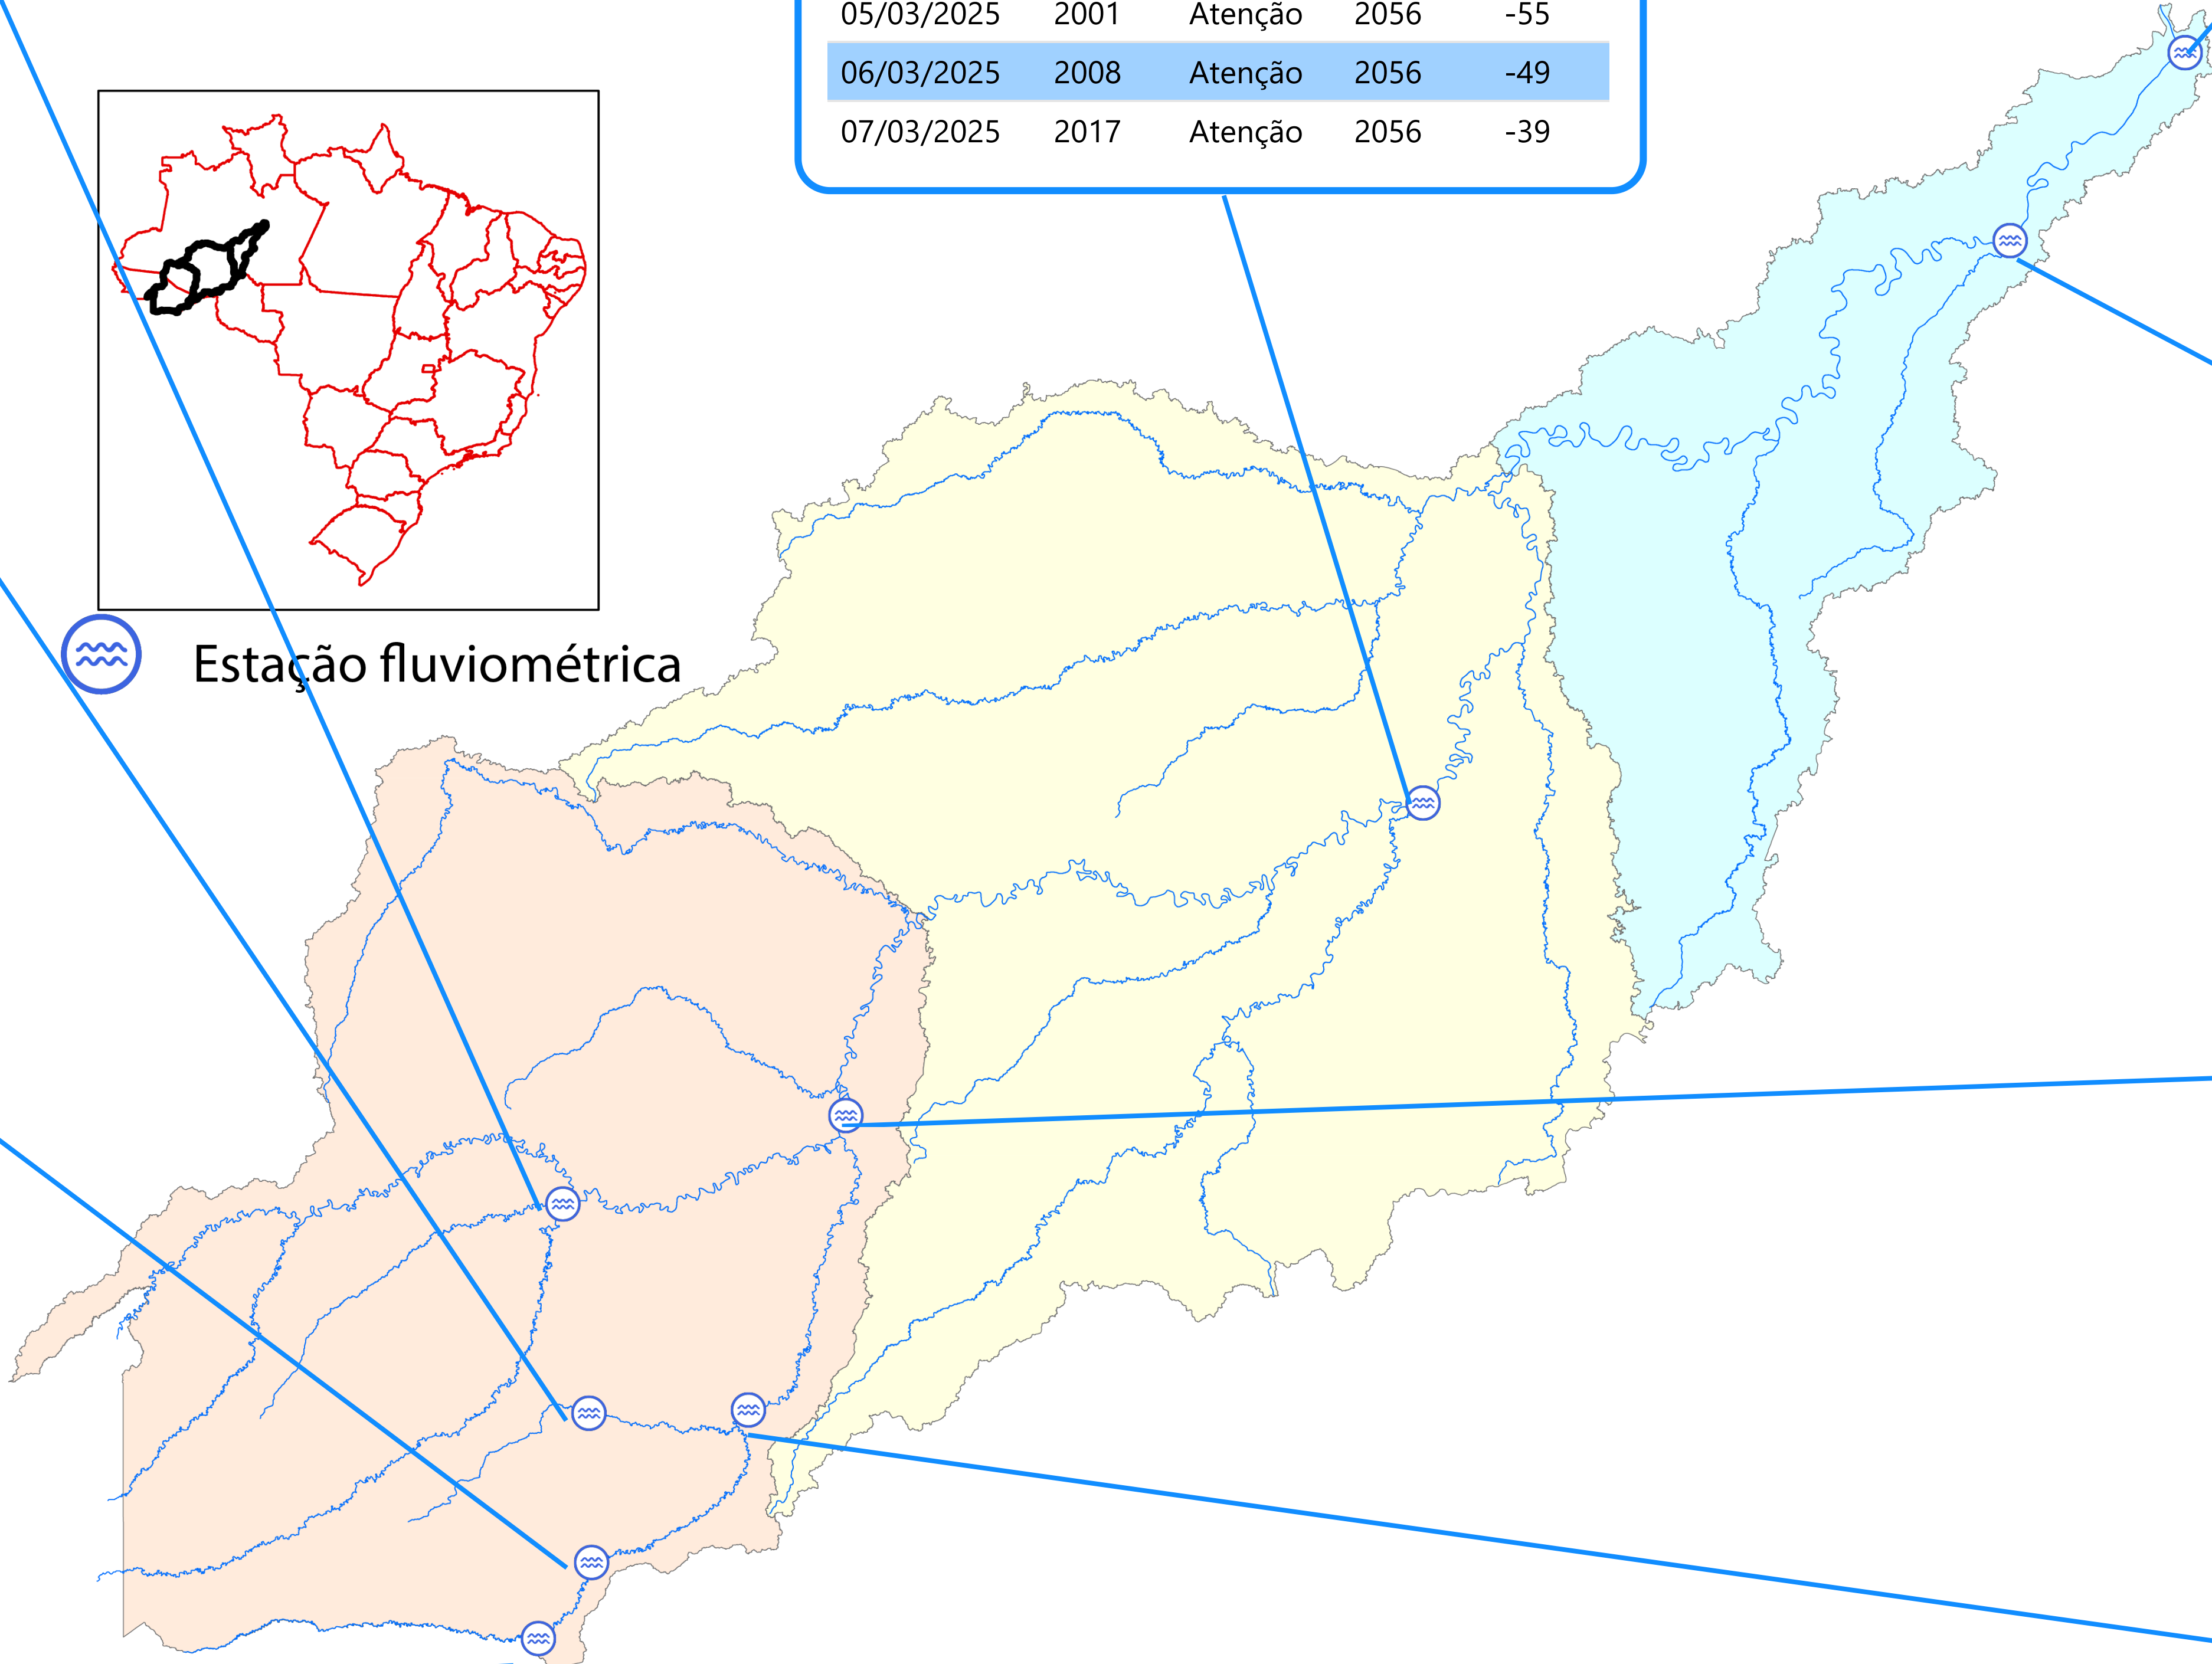 05/03/2025 2001 Atenção 2056 -55
06/03/2025 2008 Atenção 2056 -49
07/03/2025 2017 Atenção 2056 -39
Estação fluviométrica